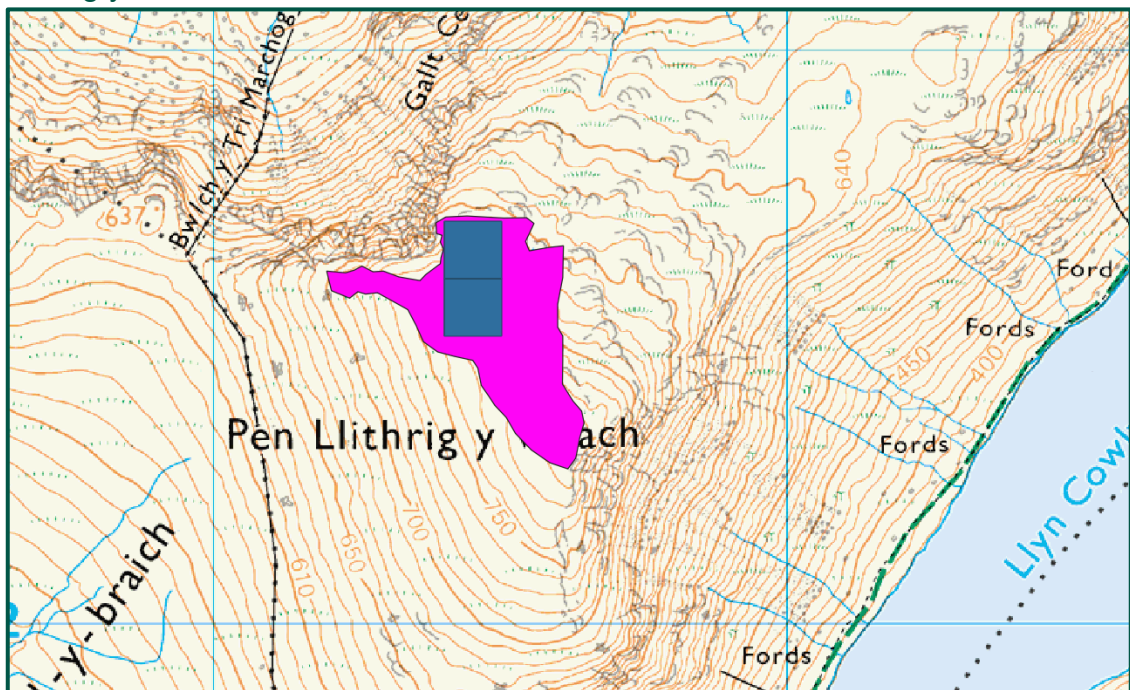 Bwlch y Tri Marchog
Gallt Ce
640
637
Ford
Fords
450
400
Fords
Pen Llithrig y ach
700
750
650
610
Llyn Cowl
-y-braich
Fords